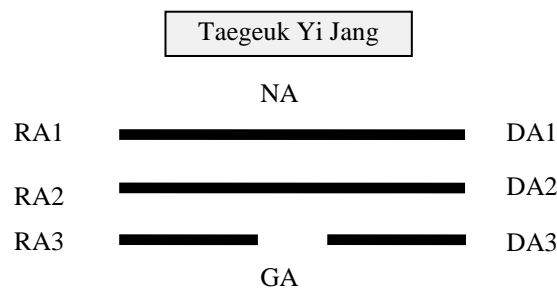 Taegeuk Yi Jang
NA
RA1 DA1
RA2 DA2
RA3 DA3
GA